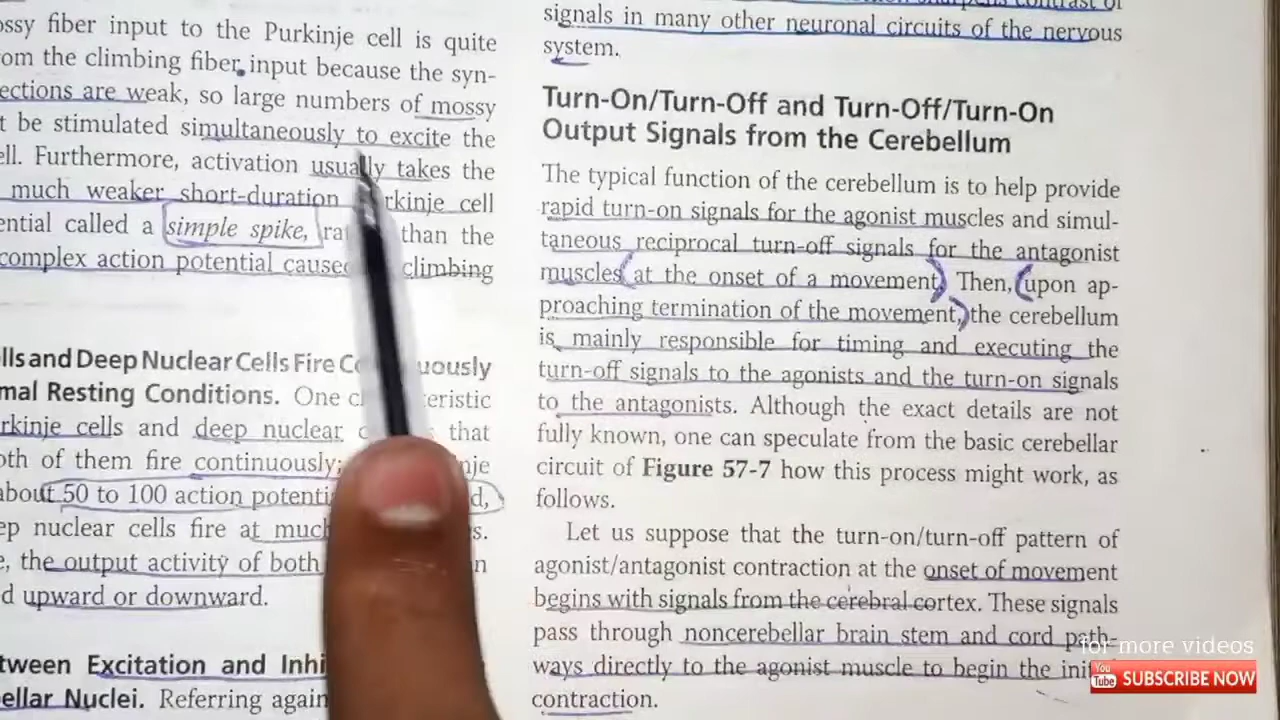 ossy fiber input to the Purkinje cell is quite
om the climbing fiber, input because the syn-
ections are weak, so large numbers of mossy
t be stimulated simultaneously to excite the
ell. Furthermore, activation usually takes the
much weaker short-duration rkinje cell
ential called a simple spike, than the
complex action potential cause climbing
lls and Deep Nuclear Cells Fire uously
mal Resting Conditions. One teristic
rkinje cells and deep nuclear that
oth of them fire continuously; nje
about 50 to 100 action d,
ep nuclear cells fire at s.
e, the output activity of both n
d upward or downward.
tween Excitation and
ellar Nuclei. Referring
signals in many other neuronal circuits of the nervous
system.
Turn-On/Turn-Off and Turn-Off/Turn-On
Output Signals from the Cerebellum
The typical function of the cerebellum is to help provide
rapid turn-on signals for the agonist muscles and simul-
taneous reciprocal turn-off signals for the antagonist
muscles (at the onset of a movement). Then, (upon ap-
proaching termination of the movement,) the cerebellum
is mainly responsible for timing and executing the
turn-off signals to the agonists and the turn-on signals
to the antagonists. Although the exact details are not
fully known, one can speculate from the basic cerebellar
circuit of Figure 57-7 how this process might work, as
follows.
Let us suppose that the turn-on/turn-off pattern of
agonist/antagonist contraction at the onset of movement
begins with signals from the cerebral cortex. These signals
pass through noncerebellar brain stem and cord path-
ways directly to the agonist muscle to begin the
contraction.
for more videos
You Tube SUBSCRIBE NOW